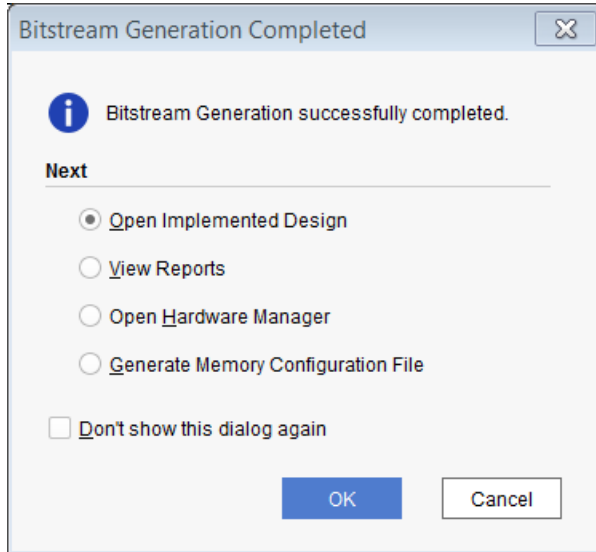 Bitstream Generation Completed
Bitstream Generation successfully completed.
Next
Open Implemented Design
View Reports
Open Hardware Manager
Generate Memory Configuration File
Don't show this dialog again
OK
Cancel